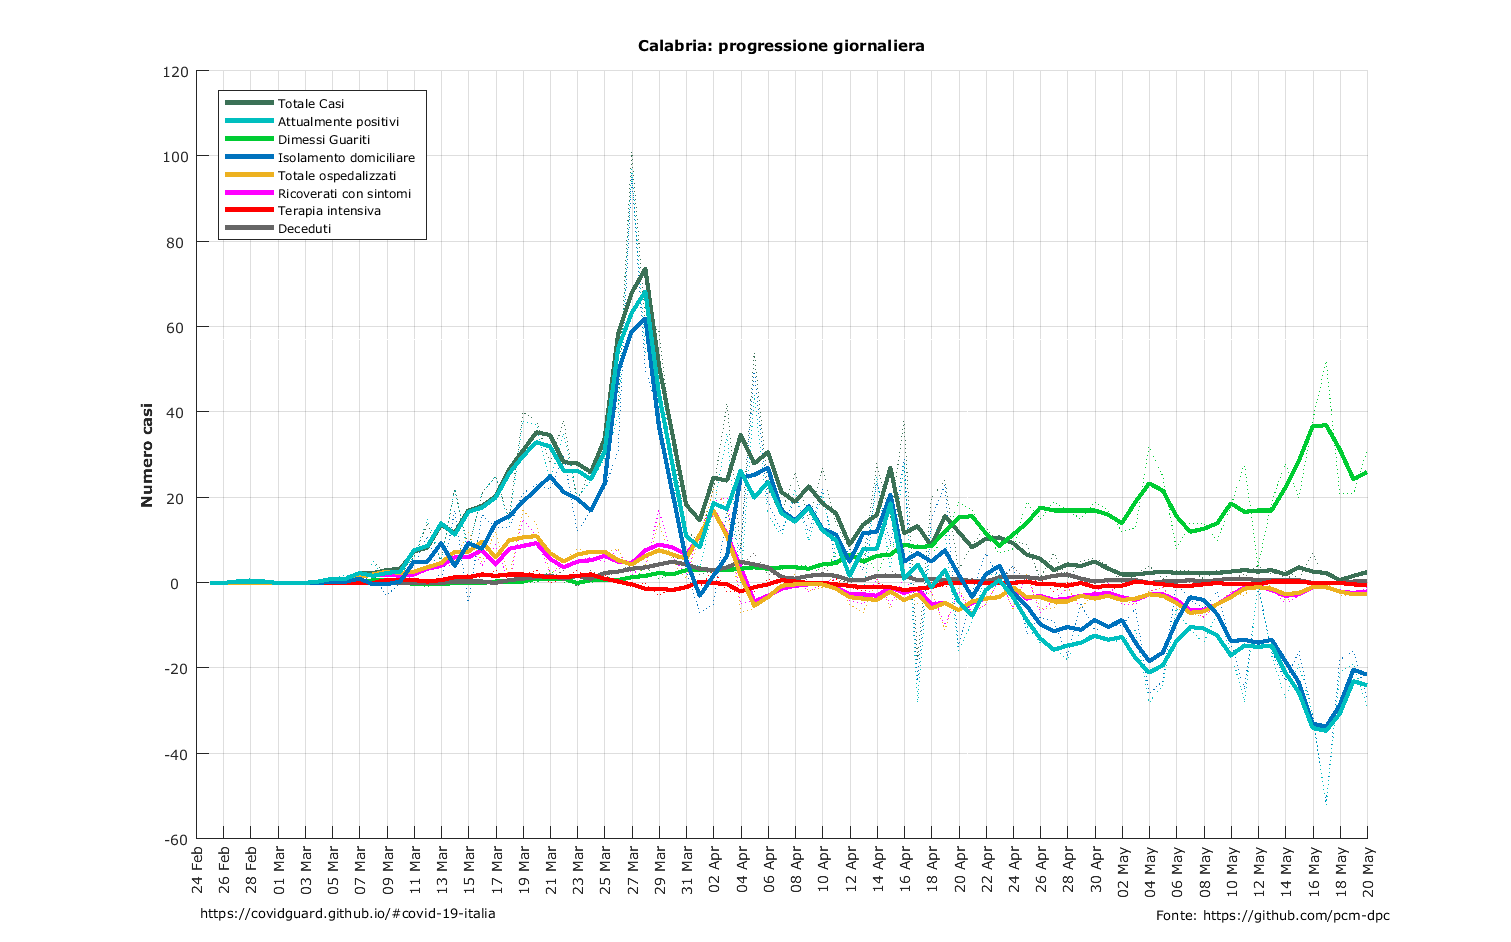 Calabria: progressione giornaliera
120
100
80
60
40
20
0
-20
-40
-60
Numero casi
Totale Casi
Attualmente positivi
Dimessi Guariti
Isolamento domiciliare
Totale ospedalizzati
Ricoverati con sintomi
Terapia intensiva
Deceduti
24 Feb
26 Feb
28 Feb
01 Mar
03 Mar
05 Mar
07 Mar
09 Mar
11 Mar
13 Mar
15 Mar
17 Mar
19 Mar
21 Mar
23 Mar
25 Mar
27 Mar
29 Mar
31 Mar
02 Apr
04 Apr
06 Apr
08 Apr
10 Apr
12 Apr
14 Apr
16 Apr
18 Apr
20 Apr
22 Apr
24 Apr
26 Apr
28 Apr
30 Apr
02 May
04 May
06 May
08 May
10 May
12 May
14 May
16 May
18 May
20 May
https://covidguard.github.io/#covid-19-italia
Fonte: https://github.com/pcm-dpc